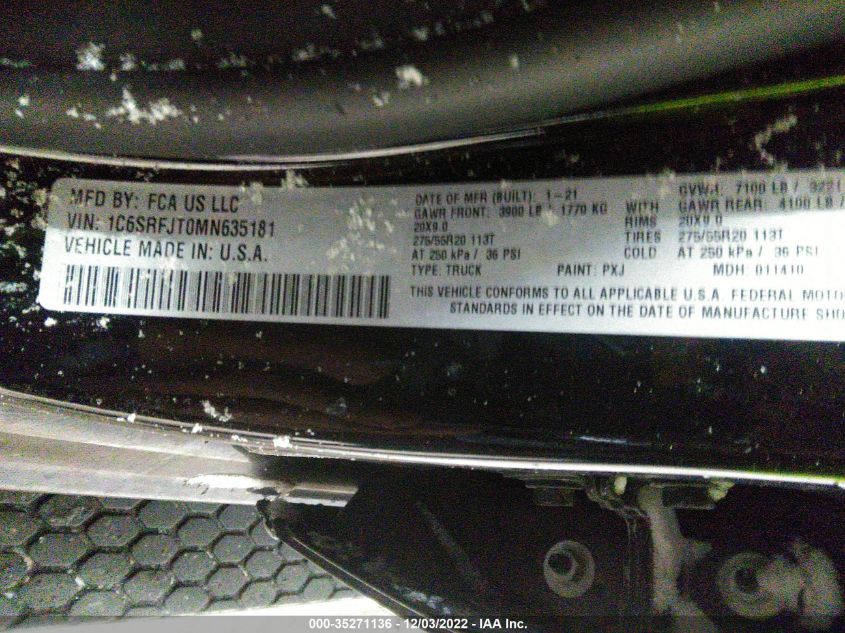 MFD BY: FCA US LLC
VIN: 1C6SRFJT0MN635181
VEHICLE MADE IN: U.S.A.
DATE OF MFR (BUILT): 1-21
GAWR FRONT: 3900 LB 1770 KG
20X9.0
275/55R20 113T
AT 250 kPa / 36 PSI
TYPE: TRUCK
PAINT: PXJ
WITH
RIMS
TIRES
COLD
7100 LB / 3221
GAWR REAR: 4100 LB /
20X9.0
275/55R20 113T
AT 250 kPa / 36 PSI
MDH: 011410
THIS VEHICLE CONFORMS TO ALL APPLICABLE U.S.A. FEDERAL MOTO
STANDARDS IN EFFECT ON THE DATE OF MANUFACTURE SHO
000-35271136 - 12/03/2022 - IAA Inc.